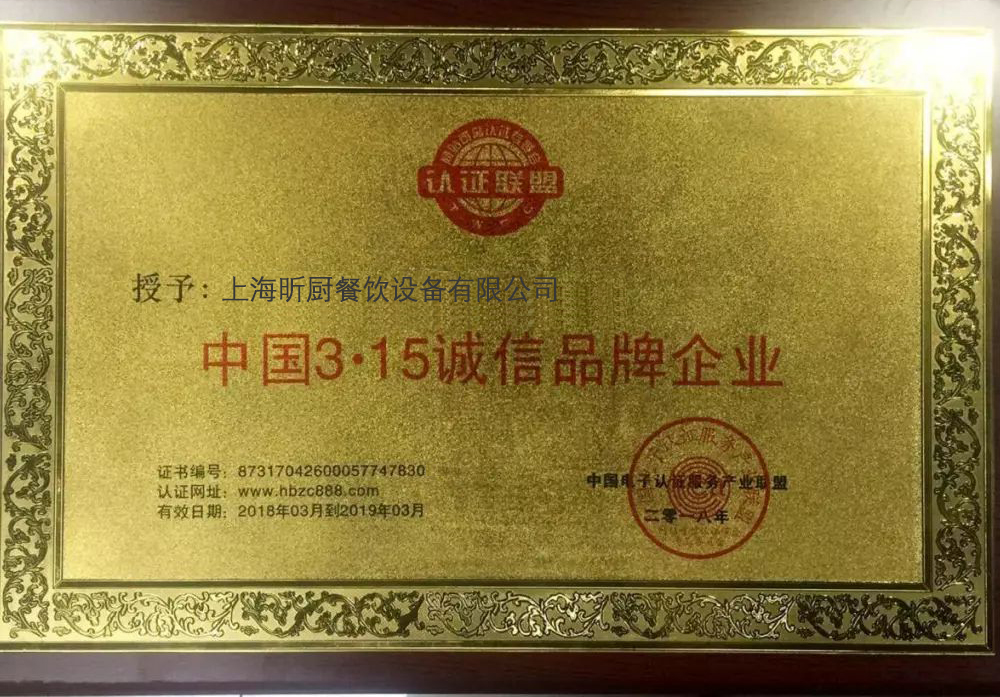 认证联盟
授予：上海昕厨餐饮设备有限公司
中国3·15诚信品牌企业
证书编号：87317042600057747830
认证网址：www.hbzc888.com
有效日期：2018年03月到2019年03月
中国电子认证服务产业联盟
二零一八年